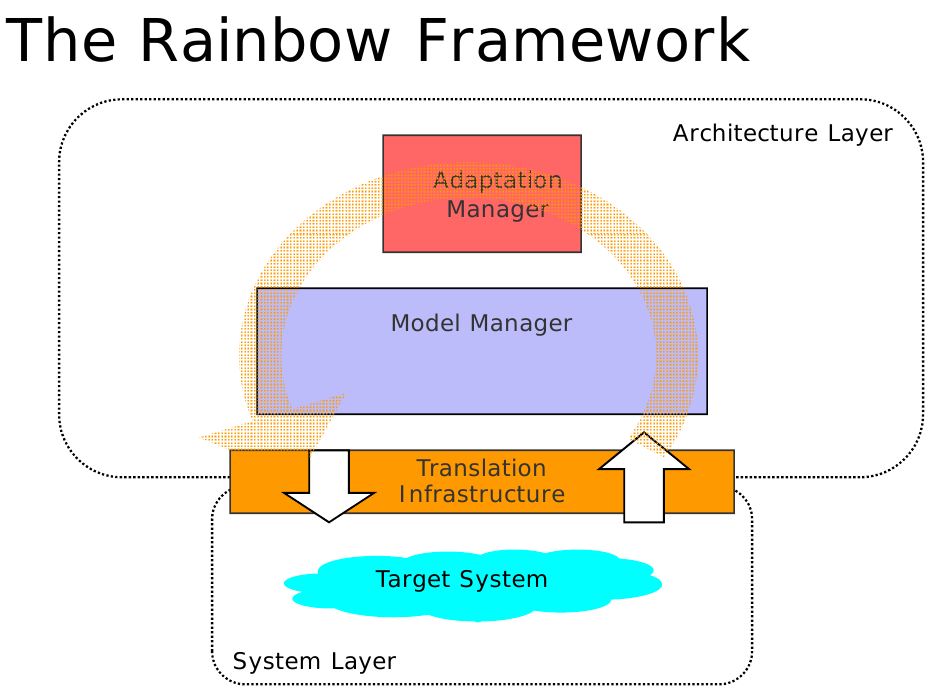 The Rainbow Framework
Architecture Layer
Adaptation
Manager
Model Manager
Translation
Infrastructure
Target System
System Layer